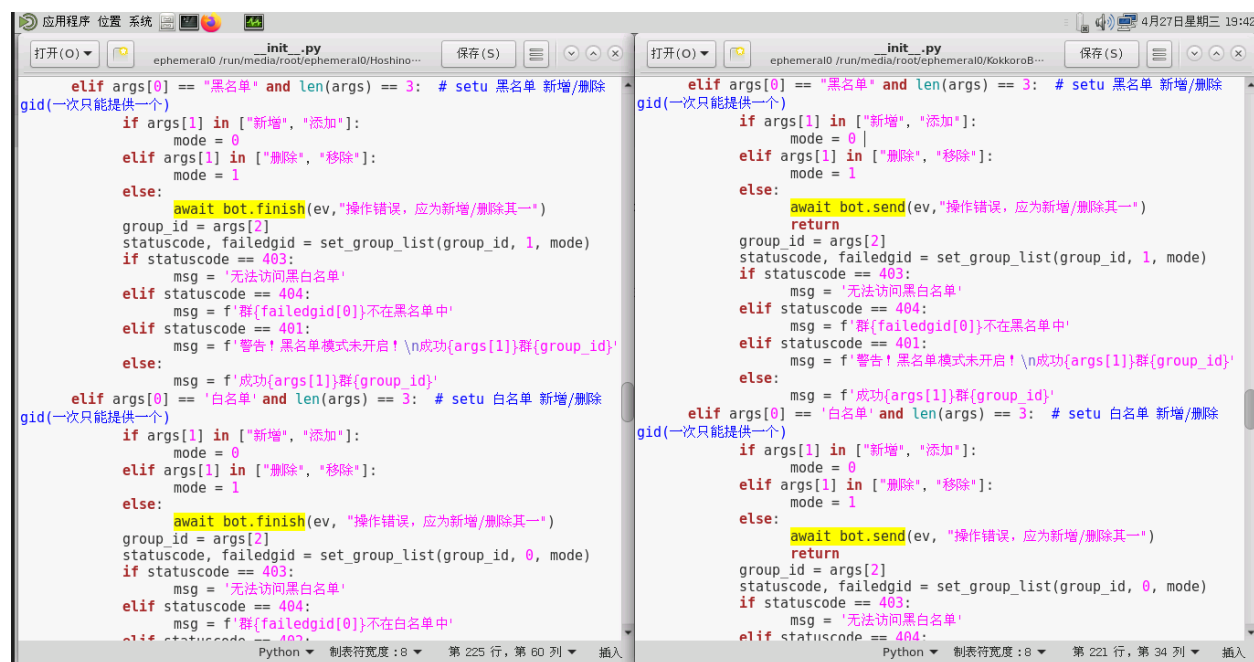 应用程序 位置 系统
4月27日星期三 19:42
打开(O)
__init__.py
ephemeral0 /run/media/root/ephemeral0/Hoshino…
保存(S)
elif args[0] == "黑名单" and len(args) == 3:  # setu 黑名单 新增/删除
gid(一次只能提供一个)
if args[1] in ["新增", "添加"]:
mode = 0
elif args[1] in ["删除", "移除"]:
mode = 1
else:
await bot.finish(ev,"操作错误，应为新增/删除其一")
group_id = args[2]
statuscode, failedgid = set_group_list(group_id, 1, mode)
if statuscode == 403:
msg = '无法访问黑白名单'
elif statuscode == 404:
msg = f'群{failedgid[0]}不在黑名单中'
elif statuscode == 401:
msg = f'警告！黑名单模式未开启！\n成功{args[1]}群{group_id}'
else:
msg = f'成功{args[1]}群{group_id}'
elif args[0] == '白名单' and len(args) == 3:  # setu 白名单 新增/删除
gid(一次只能提供一个)
if args[1] in ["新增", "添加"]:
mode = 0
elif args[1] in ["删除", "移除"]:
mode = 1
else:
await bot.finish(ev, "操作错误，应为新增/删除其一")
group_id = args[2]
statuscode, failedgid = set_group_list(group_id, 0, mode)
if statuscode == 403:
msg = '无法访问黑白名单'
elif statuscode == 404:
msg = f'群{failedgid[0]}不在白名单中'
elif statuscode == 402:
Python 制表符宽度：8 第 225 行，第 60 列 插入
打开(O)
__init__.py
ephemeral0 /run/media/root/ephemeral0/KokkoroB…
保存(S)
elif args[0] == "黑名单" and len(args) == 3:  # setu 黑名单 新增/删除
gid(一次只能提供一个)
if args[1] in ["新增", "添加"]:
mode = 0
elif args[1] in ["删除", "移除"]:
mode = 1
else:
await bot.send(ev,"操作错误，应为新增/删除其一")
return
group_id = args[2]
statuscode, failedgid = set_group_list(group_id, 1, mode)
if statuscode == 403:
msg = '无法访问黑白名单'
elif statuscode == 404:
msg = f'群{failedgid[0]}不在黑名单中'
elif statuscode == 401:
msg = f'警告！黑名单模式未开启！\n成功{args[1]}群{group_id}'
else:
msg = f'成功{args[1]}群{group_id}'
elif args[0] == '白名单' and len(args) == 3:  # setu 白名单 新增/删除
gid(一次只能提供一个)
if args[1] in ["新增", "添加"]:
mode = 0
elif args[1] in ["删除", "移除"]:
mode = 1
else:
await bot.send(ev, "操作错误，应为新增/删除其一")
return
group_id = args[2]
statuscode, failedgid = set_group_list(group_id, 0, mode)
if statuscode == 403:
msg = '无法访问黑白名单'
elif statuscode == 404:
Python 制表符宽度：8 第 221 行，第 34 列 插入